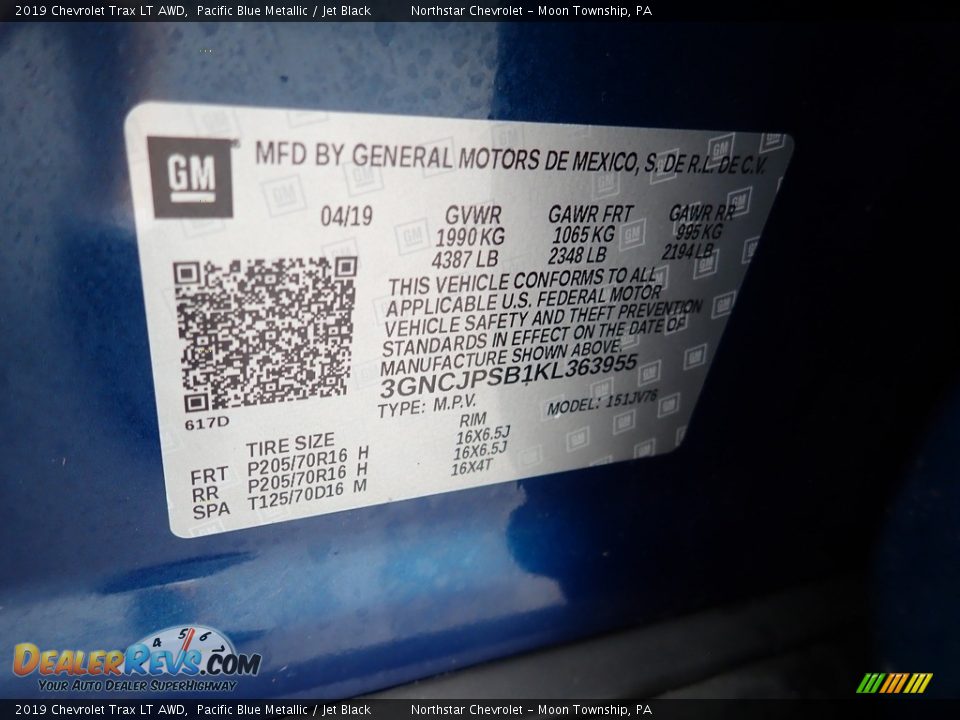 2019 Chevrolet Trax LT AWD, Pacific Blue Metallic / Jet Black Northstar Chevrolet - Moon Township, PA
GM MFD BY GENERAL MOTORS DE MEXICO, S. DE R.L. DE C.V.
04/19 GVWR GAWR FRT GAWR RR
1990 KG 1065 KG 995 KG
4387 LB 2348 LB 2194 LB
THIS VEHICLE CONFORMS TO ALL
APPLICABLE U.S. FEDERAL MOTOR
VEHICLE SAFETY AND THEFT PREVENTION
STANDARDS IN EFFECT ON THE DATE OF
MANUFACTURE SHOWN ABOVE.
3GNCJPSB1KL363955
617D TYPE: M.P.V. MODEL: 151JV76
TIRE SIZE RIM
FRT P205/70R16 H 16X6.5J
RR P205/70R16 H 16X6.5J
SPA T125/70D16 M 16X4T
4 5 6 7
DEALERREVS.COM
YOUR AUTO DEALER SUPERHIGHWAY
2019 Chevrolet Trax LT AWD, Pacific Blue Metallic / Jet Black Northstar Chevrolet - Moon Township, PA